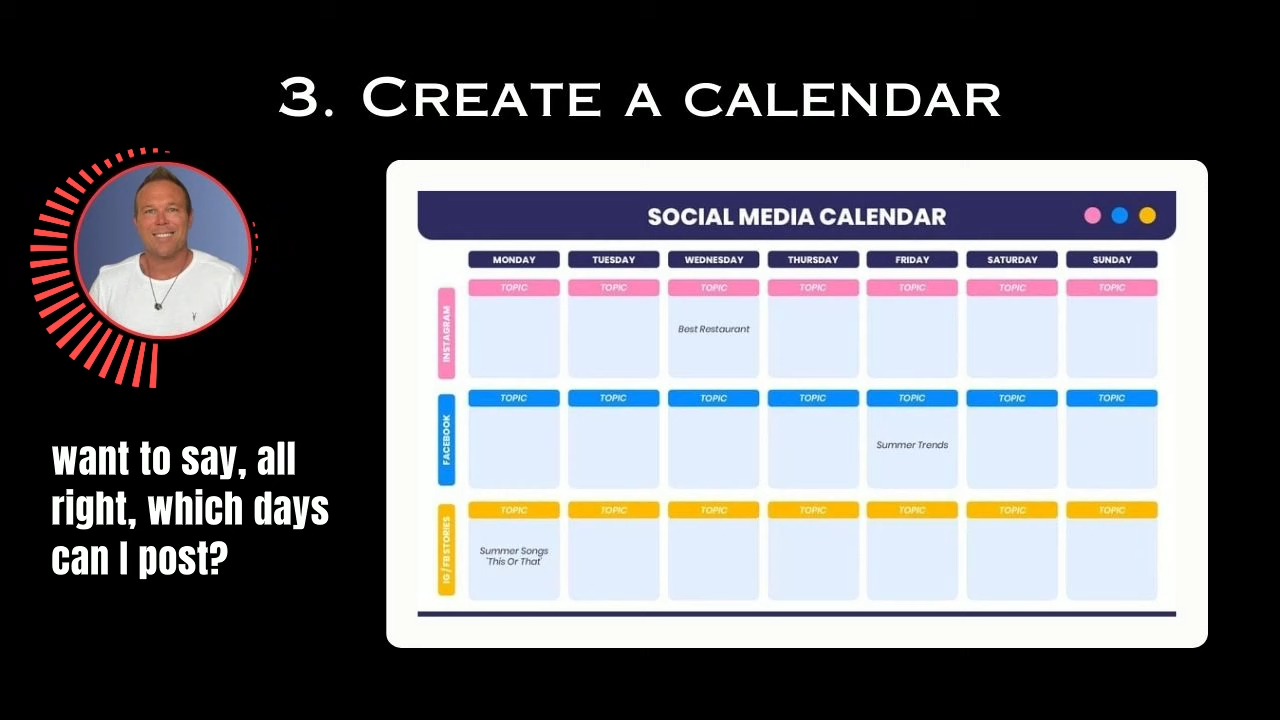 3. CREATE A CALENDAR
SOCIAL MEDIA CALENDAR
MONDAY TUESDAY WEDNESDAY THURSDAY FRIDAY SATURDAY SUNDAY
INSTAGRAM
TOPIC TOPIC TOPIC TOPIC TOPIC TOPIC TOPIC
Best Restaurant
FACEBOOK
TOPIC TOPIC TOPIC TOPIC TOPIC TOPIC TOPIC
Summer Trends
IG / FB STORIES
TOPIC TOPIC TOPIC TOPIC TOPIC TOPIC TOPIC
Summer Songs
'This Or That'
want to say, all
right, which days
can I post?